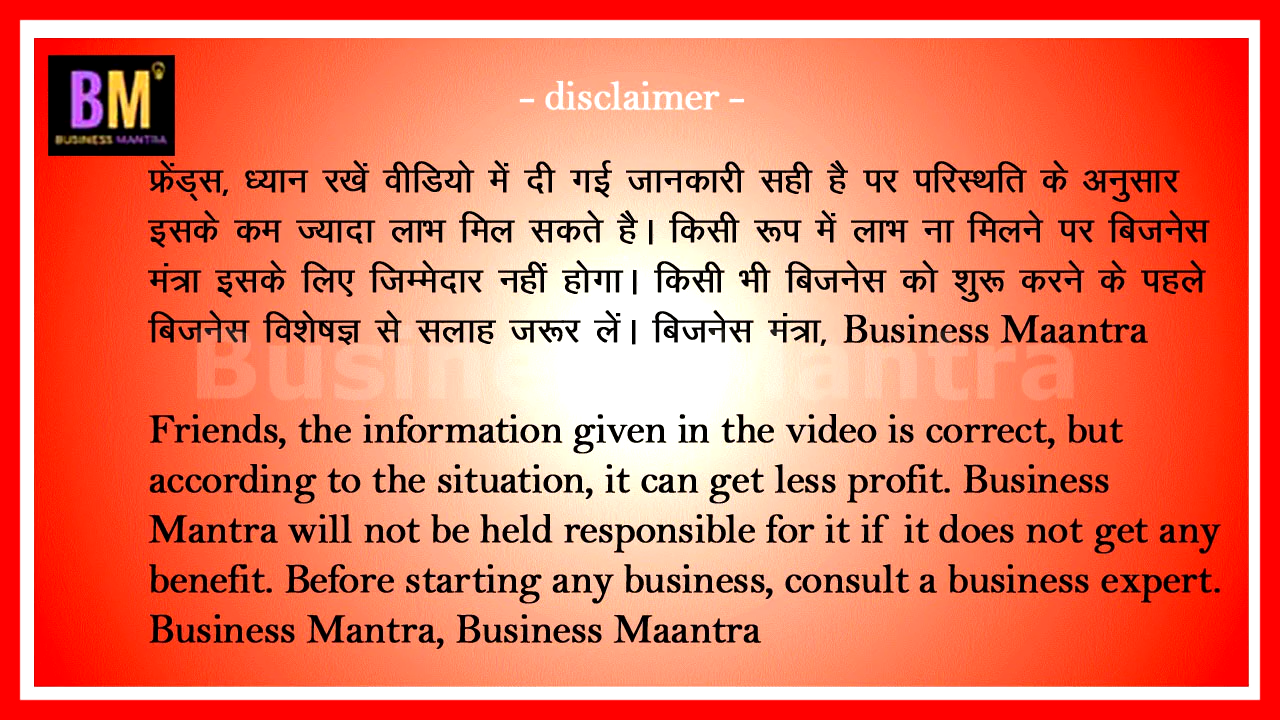 BM
BUSINESS MANTRA
- disclaimer -
फ्रेंड्स, ध्यान रखें वीडियो में दी गई जानकारी सही है पर परिस्थति के अनुसार
इसके कम ज्यादा लाभ मिल सकते है। किसी रूप में लाभ ना मिलने पर बिजनेस
मंत्रा इसके लिए जिम्मेदार नहीं होगा। किसी भी बिजनेस को शुरू करने के पहले
बिजनेस विशेषज्ञ से सलाह जरूर लें। बिजनेस मंत्रा, Business Maantra
Business Mantra
Friends, the information given in the video is correct, but
according to the situation, it can get less profit. Business
Mantra will not be held responsible for it if it does not get any
benefit. Before starting any business, consult a business expert.
Business Mantra, Business Maantra